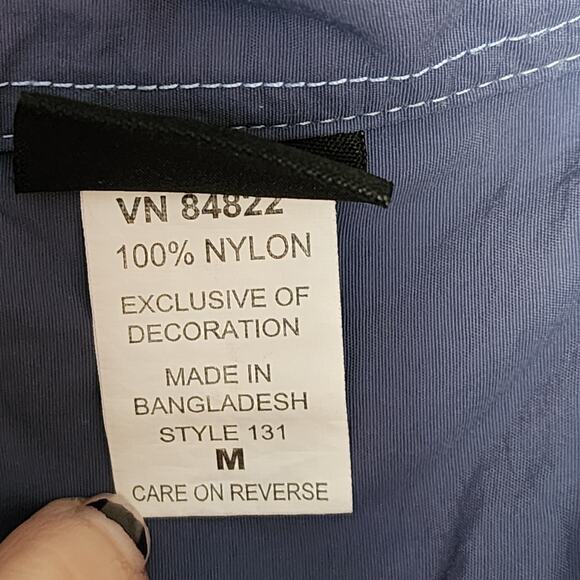 VN 84822
100% NYLON
EXCLUSIVE OF
DECORATION
MADE IN
BANGLADESH
STYLE 131
M
CARE ON REVERSE